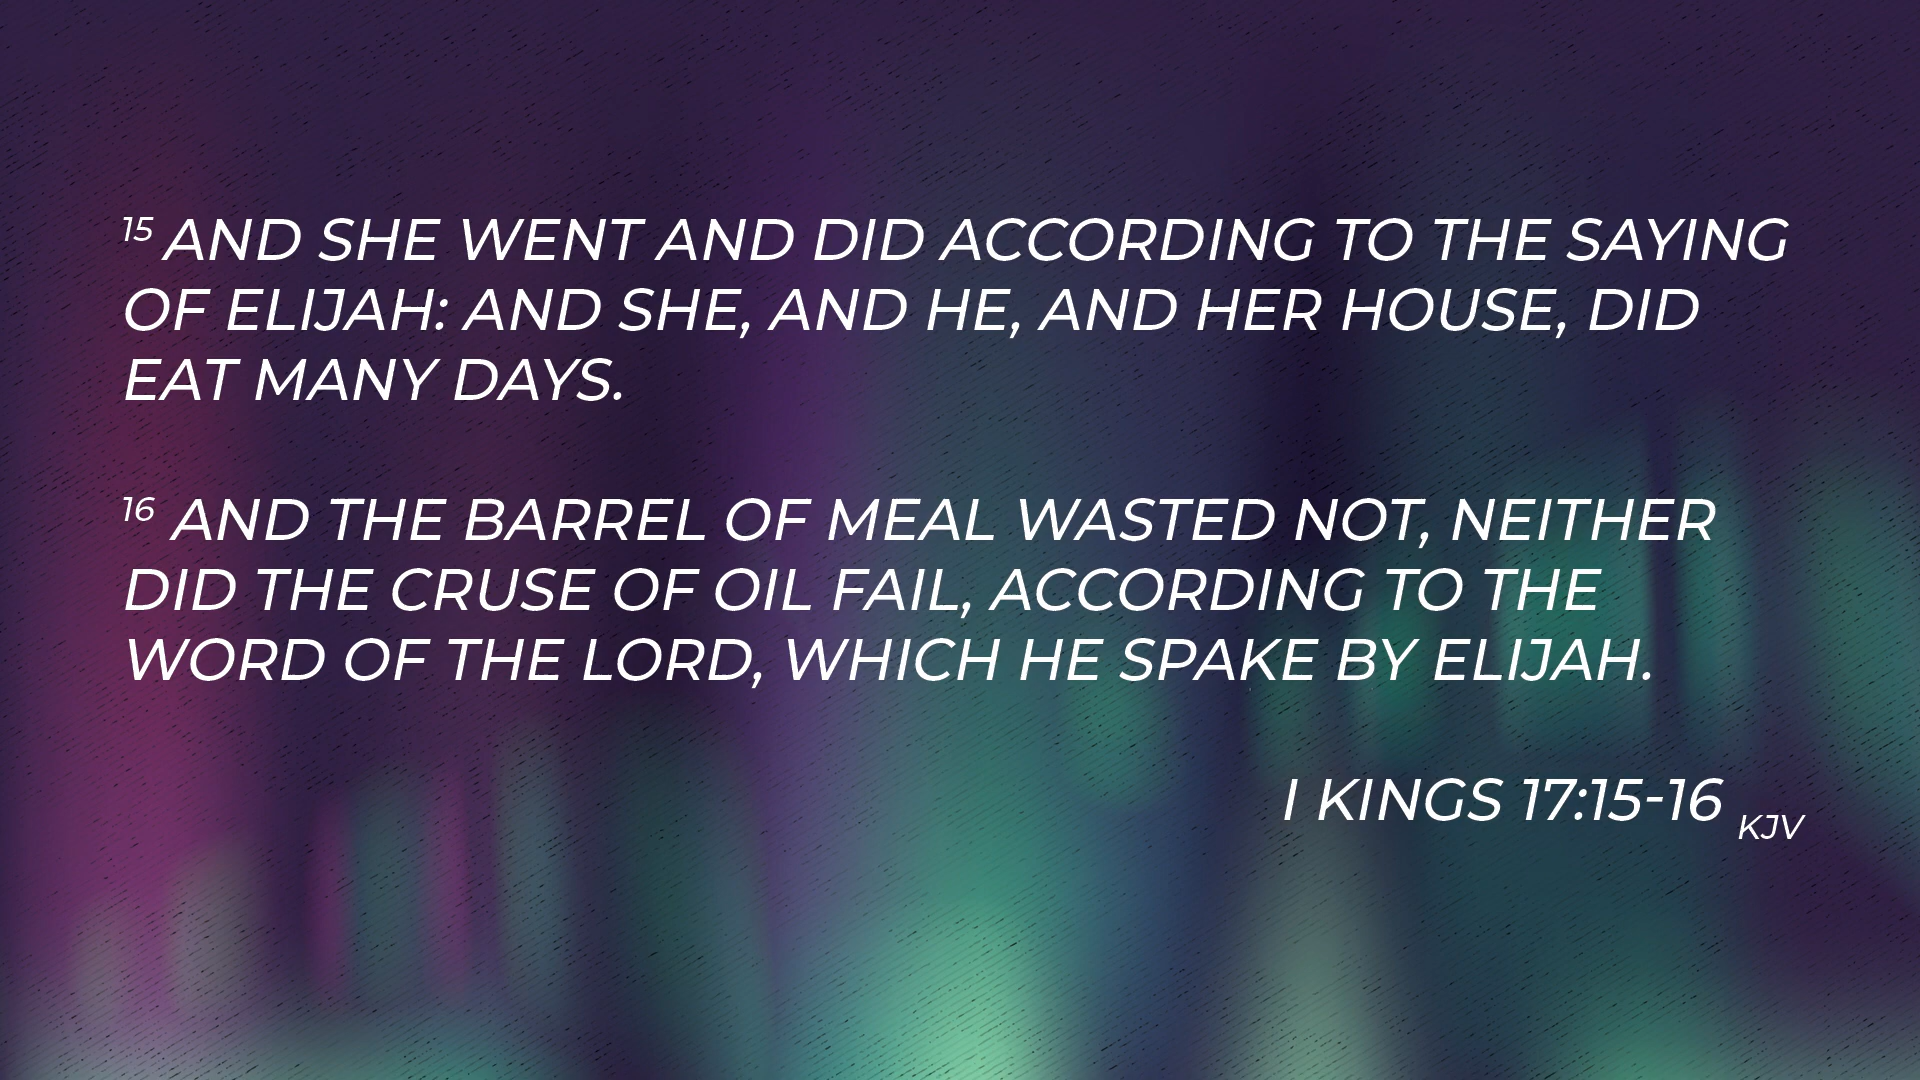 15 AND SHE WENT AND DID ACCORDING TO THE SAYING
OF ELIJAH: AND SHE, AND HE, AND HER HOUSE, DID
EAT MANY DAYS.
16 AND THE BARREL OF MEAL WASTED NOT, NEITHER
DID THE CRUSE OF OIL FAIL, ACCORDING TO THE
WORD OF THE LORD, WHICH HE SPAKE BY ELIJAH.
I KINGS 17:15-16 KJV